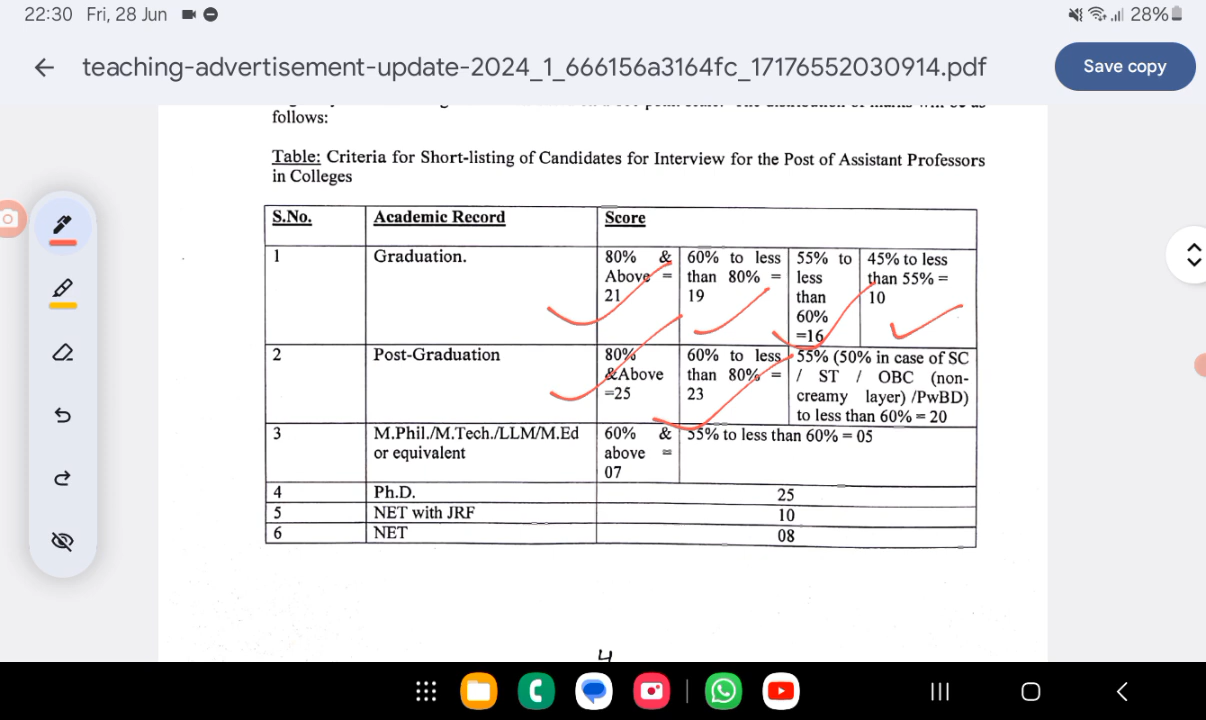 22:30 Fri, 28 Jun
28%
teaching-advertisement-update-2024_1_666156a3164fc_17176552030914.pdf
Save copy
follows:
Table: Criteria for Short-listing of Candidates for Interview for the Post of Assistant Professors
in Colleges
S.No. Academic Record Score
1 Graduation. 80% & Above = 21 60% to less than 80% = 19 55% to less than 60% =16 45% to less than 55% = 10
2 Post-Graduation 80% &Above =25 60% to less than 80% = 23 55% (50% in case of SC / ST / OBC (non-creamy layer) /PwBD) to less than 60% = 20
3 M.Phil./M.Tech./LLM/M.Ed or equivalent 60% & above = 07 55% to less than 60% = 05
4 Ph.D. 25
5 NET with JRF 10
6 NET 08
4